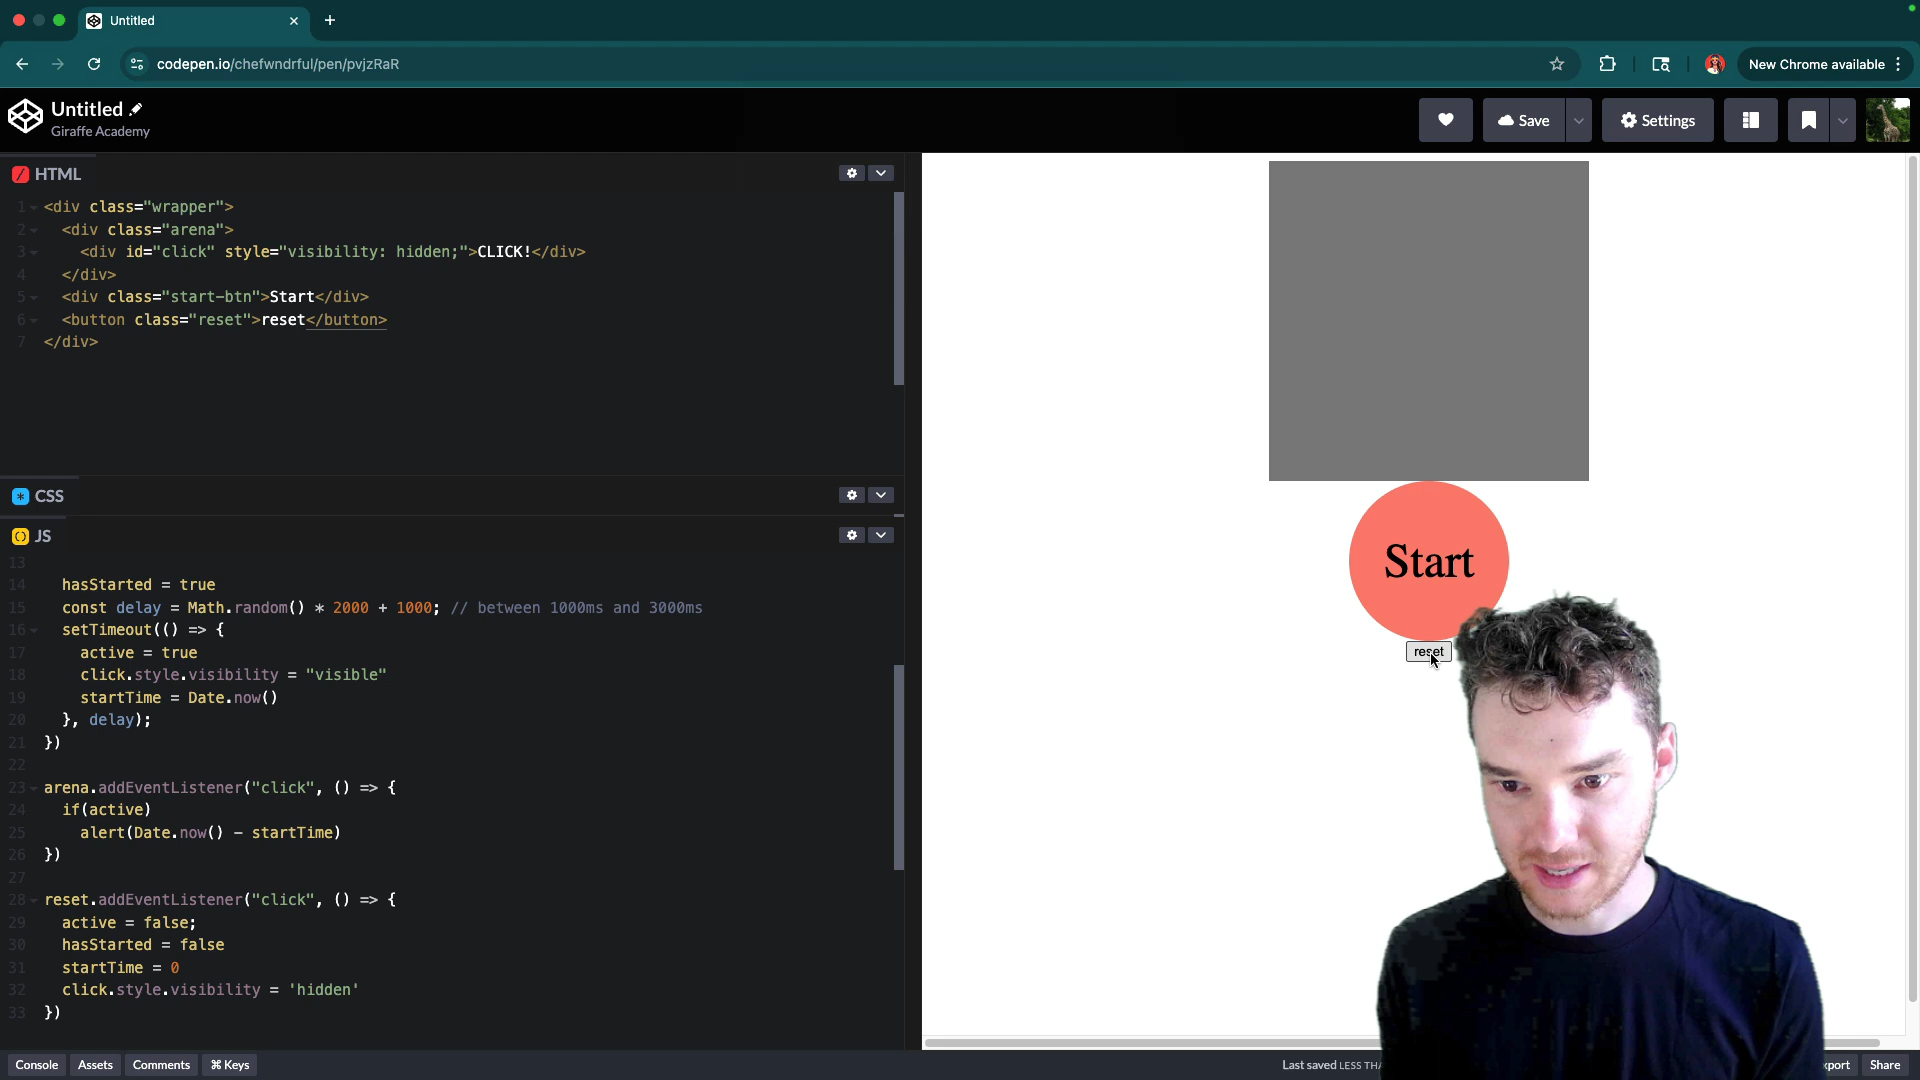 Untitled
codepen.io/chefwndrful/pen/pvjzRaR
New Chrome available
Untitled
Giraffe Academy
Save
Settings
HTML
1 <div class="wrapper">
2 <div class="arena">
3 <div id="click" style="visibility: hidden;">CLICK!</div>
4 </div>
5 <div class="start-btn">Start</div>
6 <button class="reset">reset</button>
7 </div>
CSS
JS
13
14 hasStarted = true
15 const delay = Math.random() * 2000 + 1000; // between 1000ms and 3000ms
16 setTimeout(() => {
17 active = true
18 click.style.visibility = "visible"
19 startTime = Date.now()
20 }, delay);
21 })
22
23 arena.addEventListener("click", () => {
24 if(active)
25 alert(Date.now() - startTime)
26 })
27
28 reset.addEventListener("click", () => {
29 active = false;
30 hasStarted = false
31 startTime = 0
32 click.style.visibility = 'hidden'
33 })
Start
reset
Console
Assets
Comments
⌘ Keys
Last saved LESS
Share